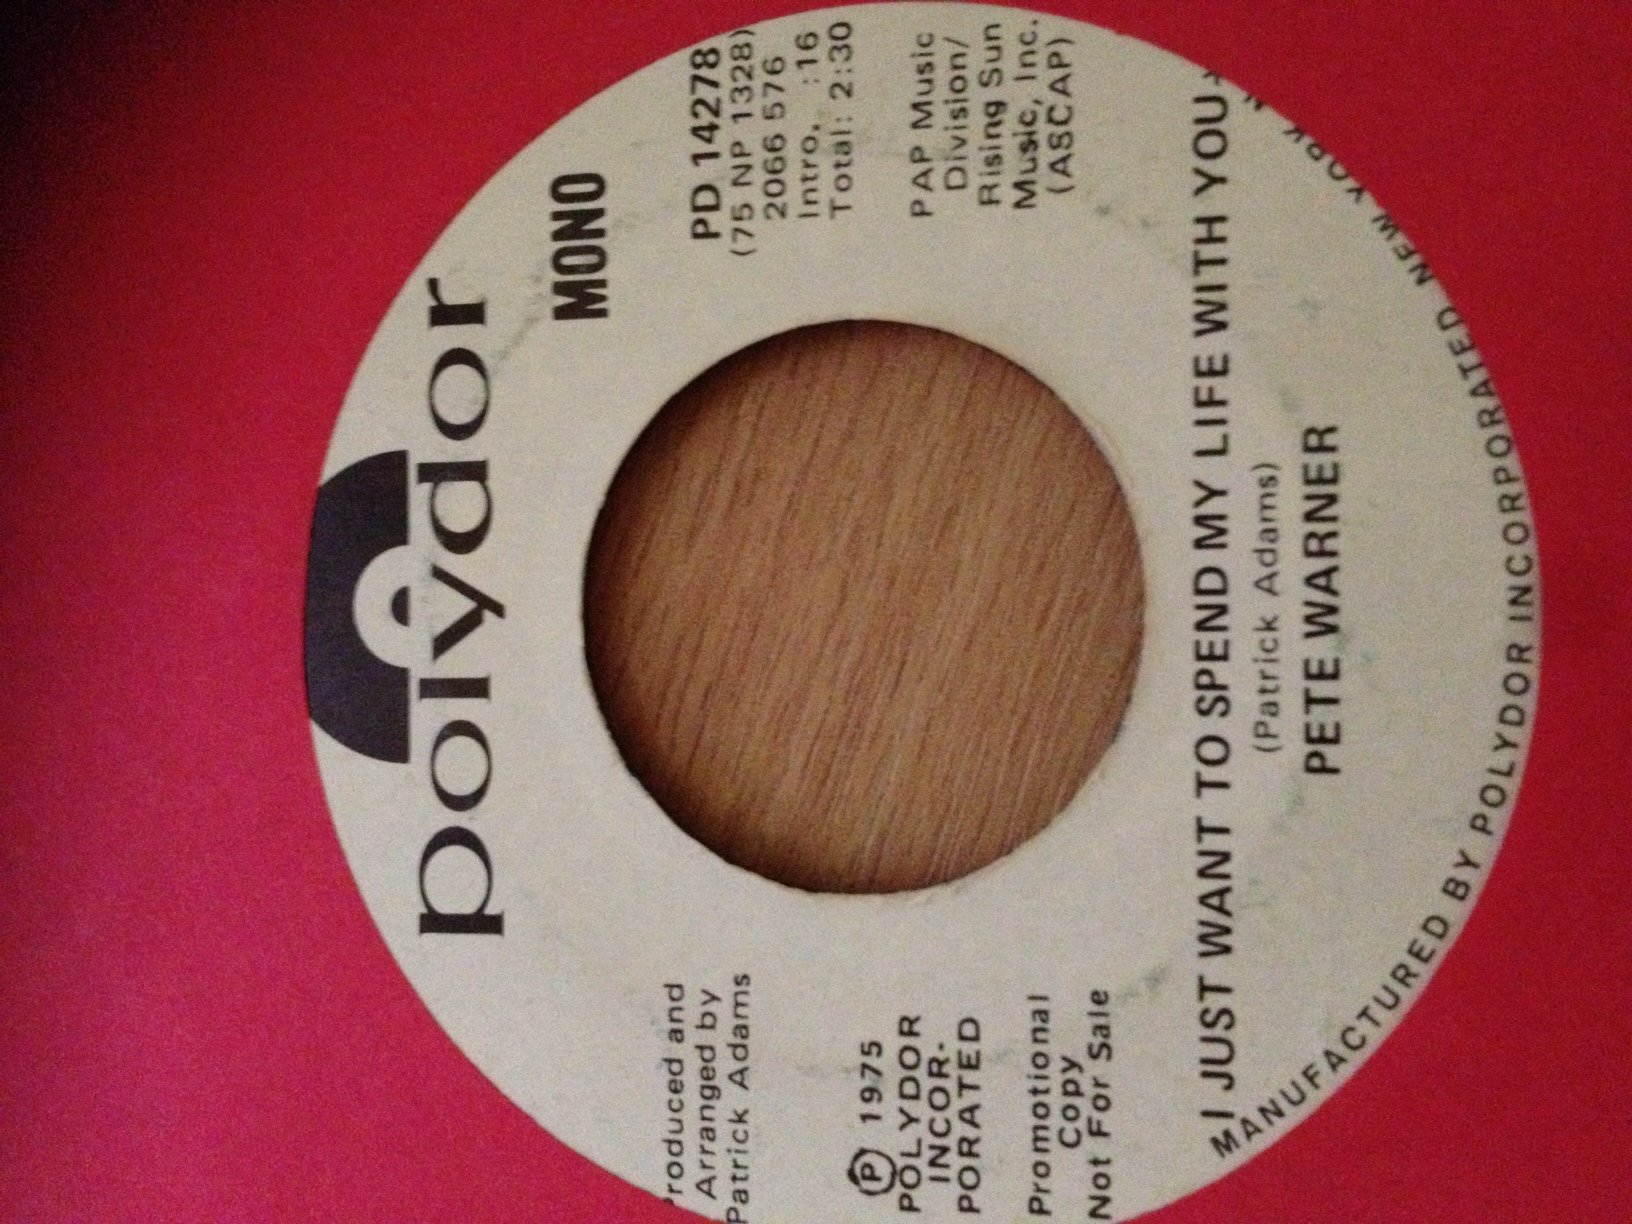 polydor
MONO
Produced and
Arranged by
Patrick Adams
PD 14278
(75 NP 1328)
2066 576
Intro. :16
Total: 2:30
Ⓟ 1975
POLYDOR
INCOR-
PORATED
PAP Music
Division/
Rising Sun
Music, Inc.
(ASCAP)
Promotional
Copy
Not For Sale
I JUST WANT TO SPEND MY LIFE WITH YOU
(Patrick Adams)
PETE WARNER
MANUFACTURED BY POLYDOR INCORPORATED NEW YORK N